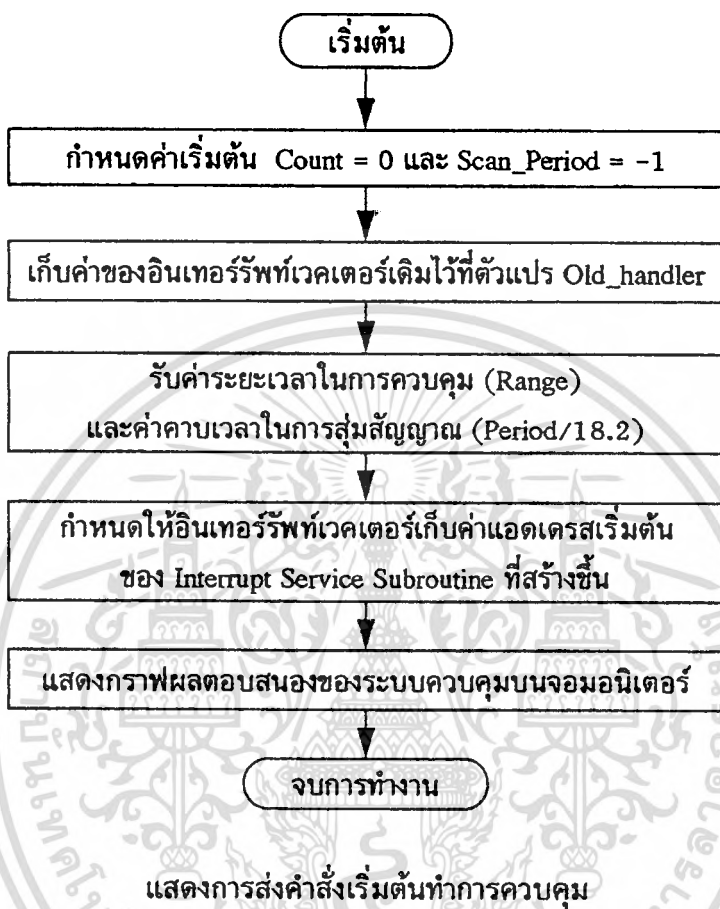 เริ่มต้น
กำหนดค่าเริ่มต้น Count = 0 และ Scan_Period = -1
เก็บค่าของอินเทอร์รัพท์เวคเตอร์เดิมไว้ที่ตัวแปร Old_handler
รับค่าระยะเวลาในการควบคุม (Range)
และค่าคาบเวลาในการสุ่มสัญญาณ (Period/18.2)
กำหนดให้อินเทอร์รัพท์เวคเตอร์เก็บค่าแอดเดรสเริ่มต้น
ของ Interrupt Service Subroutine ที่สร้างขึ้น
แสดงกราฟผลตอบสนองของระบบควบคุมบนจอมอนิเตอร์
จบการทำงาน
แสดงการส่งคำสั่งเริ่มต้นทำการควบคุม